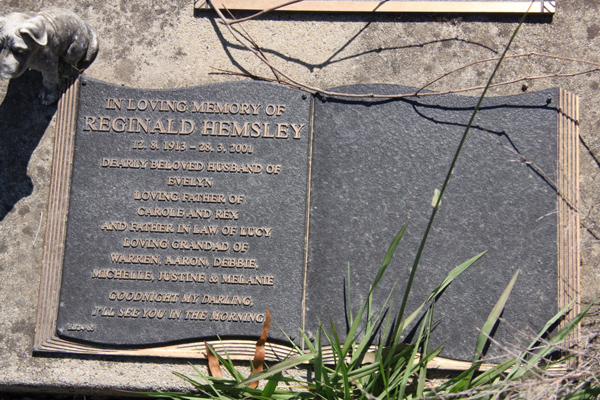 IN LOVING MEMORY OF
REGINALD HEMSLEY
12. 8. 1913 – 28. 3. 2001
DEARLY BELOVED HUSBAND OF
EVELYN
LOVING FATHER OF
CAROLE AND REX
AND FATHER IN LAW OF LUCY
LOVING GRANDAD OF
WARREN, AARON, DEBBIE,
MICHELLE, JUSTINE & MELANIE
GOODNIGHT MY DARLING,
I'LL SEE YOU IN THE MORNING